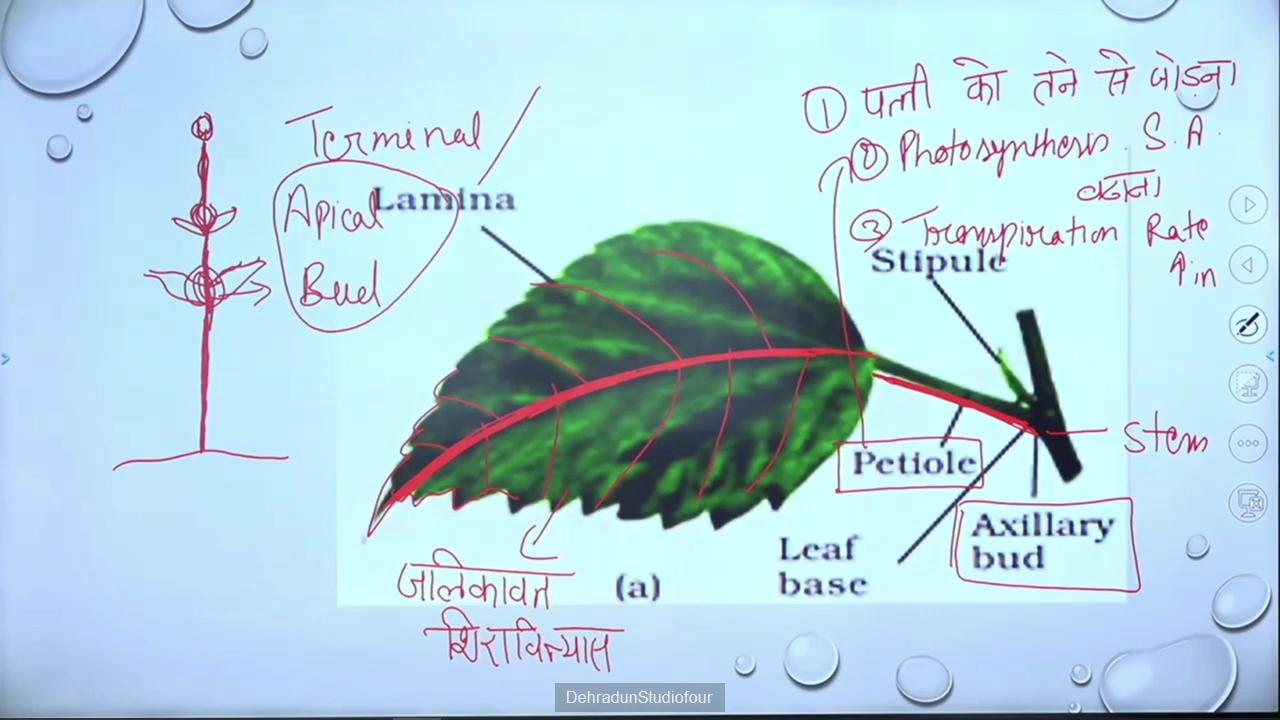 Terminal
Apical
Bud
Lamina
① पत्ती को तने से जोड़ना
② Photosynthesis. S.A.
बढ़ाना
③ Transpiration Rate
↑ in
Stipule
Stem
Petiole
Axillary
bud
Leaf
base
(a)
जालिकावत
शिराविन्यास
DehradunStudiofour